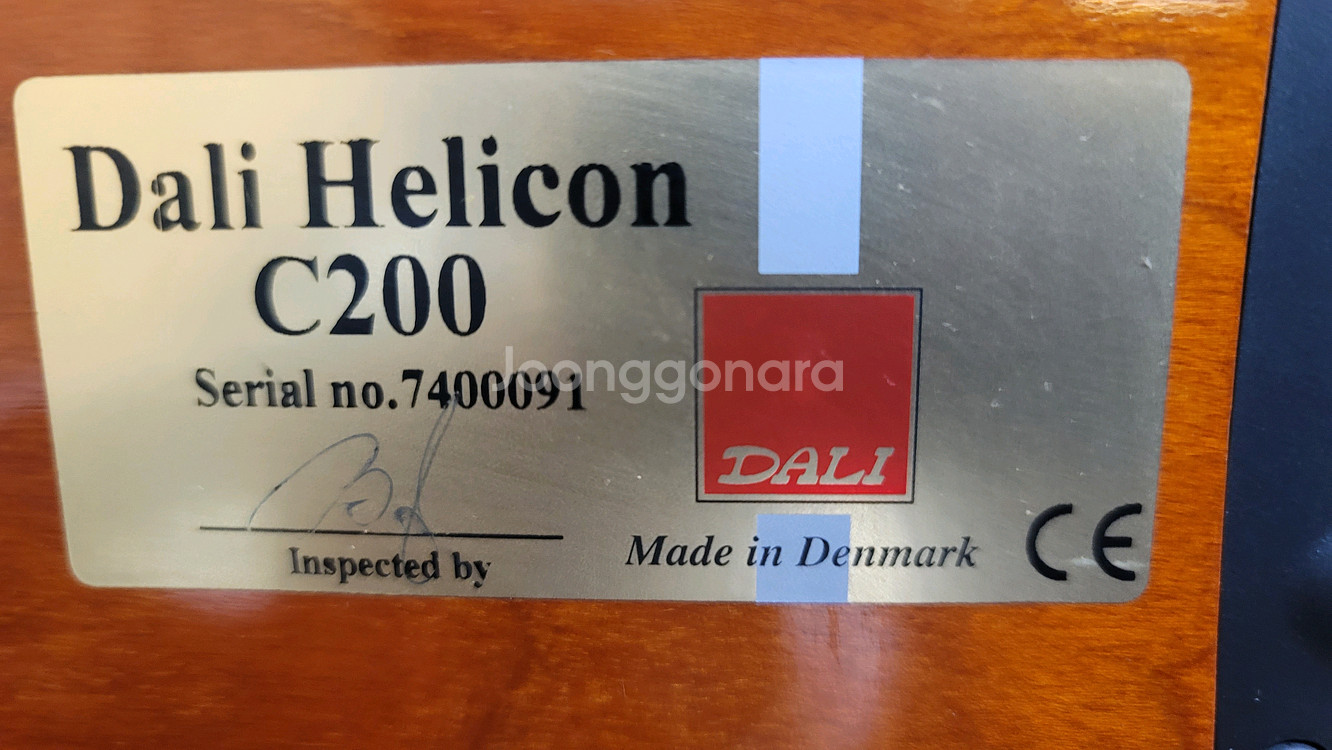 Dali Helicon
C200
Serial no.7400091
Joonggonara
DALI
Inspected by
Made in Denmark
CE